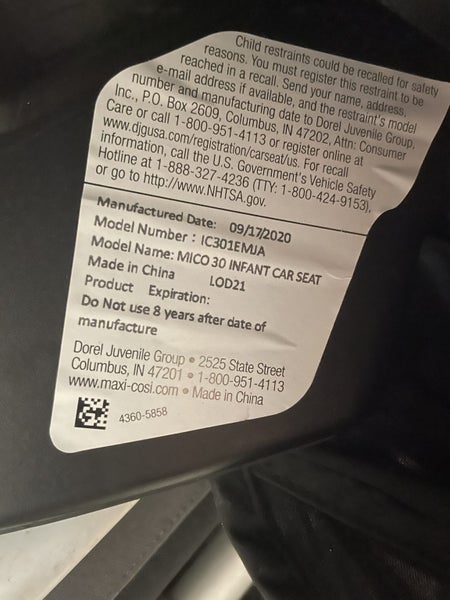 Child restraints could be recalled for safety
reasons. You must register this restraint to be
reached in a recall. Send your name, address,
e-mail address if available, and the restraint's model
number and manufacturing date to Dorel Juvenile Group,
Inc., P.O. Box 2609, Columbus, IN 47202, Attn: Consumer
Care or call 1-800-951-4113 or register online at
www.djgusa.com/registration/carseat/us. For recall
information, call the U.S. Government's Vehicle Safety
Hotline at 1-888-327-4236 (TTY: 1-800-424-9153),
or go to http://www.NHTSA.gov.
Manufactured Date: 09/17/2020
Model Number : IC301EMJA
Model Name: MICO 30 INFANT CAR SEAT
Made in China LOD21
Product Expiration:
Do Not use 8 years after date of
manufacture
Dorel Juvenile Group • 2525 State Street
Columbus, IN 47201 • 1-800-951-4113
www.maxi-cosi.com • Made in China
4360-5858